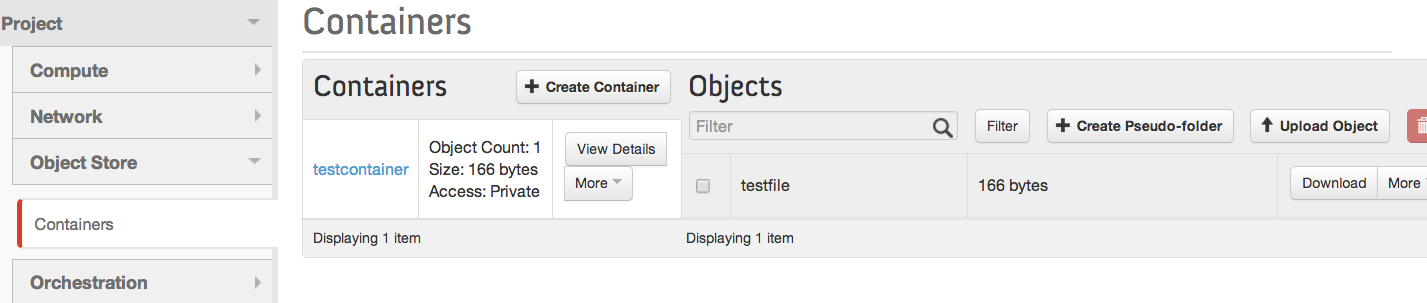 Project
Compute
Network
Object Store
Containers
Orchestration
Containers
Containers
+ Create Container
testcontainer
Object Count: 1
Size: 166 bytes
Access: Private
View Details
More
Displaying 1 item
Objects
Filter
Filter
+ Create Pseudo-folder
Upload Object
testfile
166 bytes
Download
More
Displaying 1 item